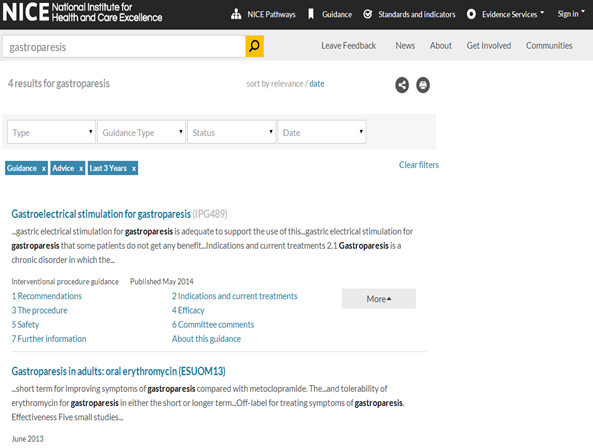 NICE National Institute for Health and Care Excellence
NICE Pathways Guidance Standards and indicators Evidence Services Sign in
gastroparesis
Leave Feedback News About Get Involved Communities
4 results for gastroparesis sort by relevance / date
Type Guidance Type Status Date
Guidance x Advice x Last 3 Years x Clear filters
Gastroelectrical stimulation for gastroparesis (IPG489)
...gastric electrical stimulation for gastroparesis is adequate to support the use of this...gastric electrical stimulation for
gastroparesis that some patients do not get any benefit...Indications and current treatments 2.1 Gastroparesis is a
chronic disorder in which the...
Interventional procedure guidance Published May 2014
1 Recommendations 2 Indications and current treatments More
3 The procedure 4 Efficacy
5 Safety 6 Committee comments
7 Further information About this guidance
Gastroparesis in adults: oral erythromycin (ESUOM13)
...short term for improving symptoms of gastroparesis compared with metoclopramide. The...and tolerability of
erythromycin for gastroparesis in either the short or longer term...Off-label for treating symptoms of gastroparesis.
Effectiveness Five small studies...
June 2013